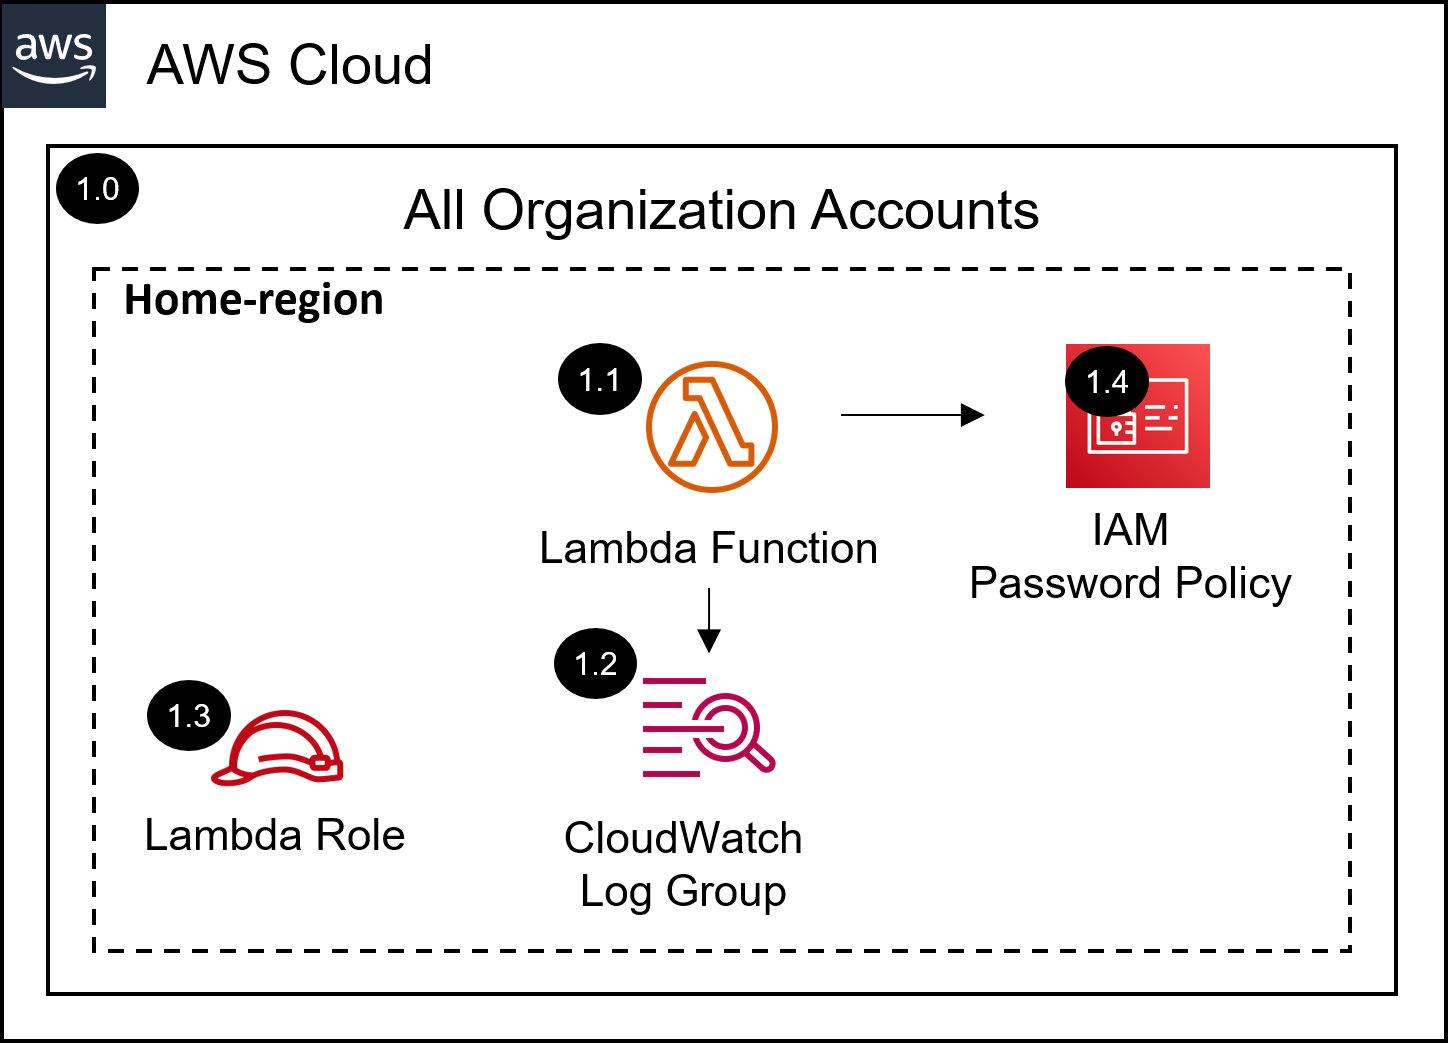 aws
AWS Cloud
1.0
All Organization Accounts
Home-region
1.1
1.4
Lambda Function
IAM
Password Policy
1.2
1.3
Lambda Role
CloudWatch
Log Group